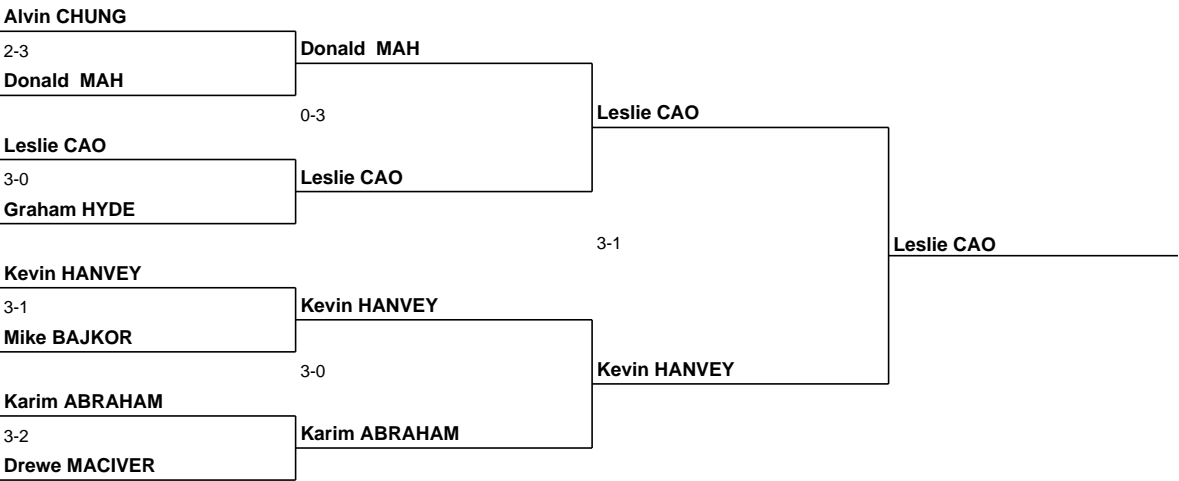 Alvin CHUNG
2-3
Donald  MAH
Donald  MAH
0-3
Leslie CAO
Leslie CAO
3-0
Leslie CAO
Graham HYDE
3-1
Leslie CAO
Kevin HANVEY
3-1
Kevin HANVEY
Mike BAJKOR
3-0
Kevin HANVEY
Karim ABRAHAM
3-2
Karim ABRAHAM
Drewe MACIVER